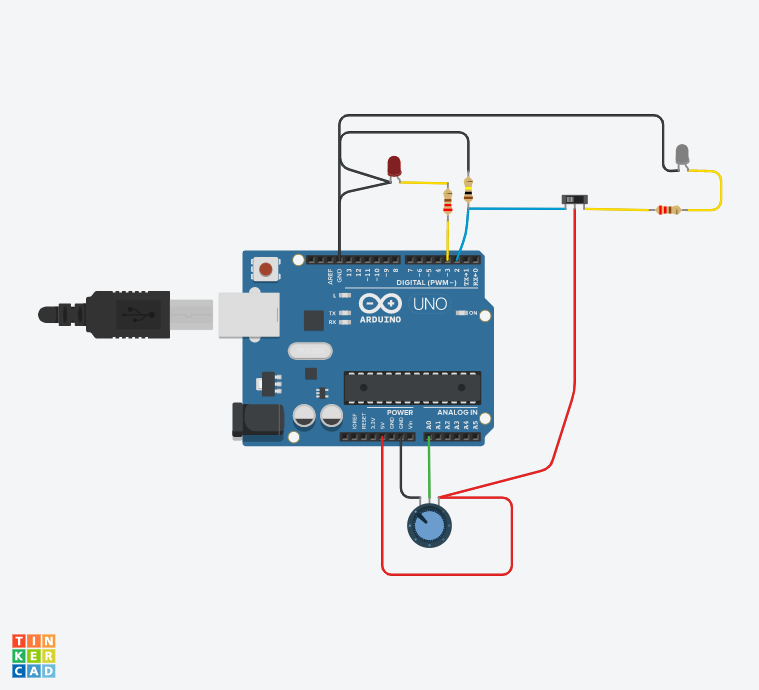 AREF
GND
13
12
~11
~10
~9
8
7
~6
~5
4
~3
2
TX→1
RX←0
DIGITAL (PWM~)
L
TX
RX
UNO
ARDUINO
ON
POWER
ANALOG IN
IOREF
RESET
3.3V
5V
GND
GND
Vin
A0
A1
A2
A3
A4
A5
TIN
KER
CAD